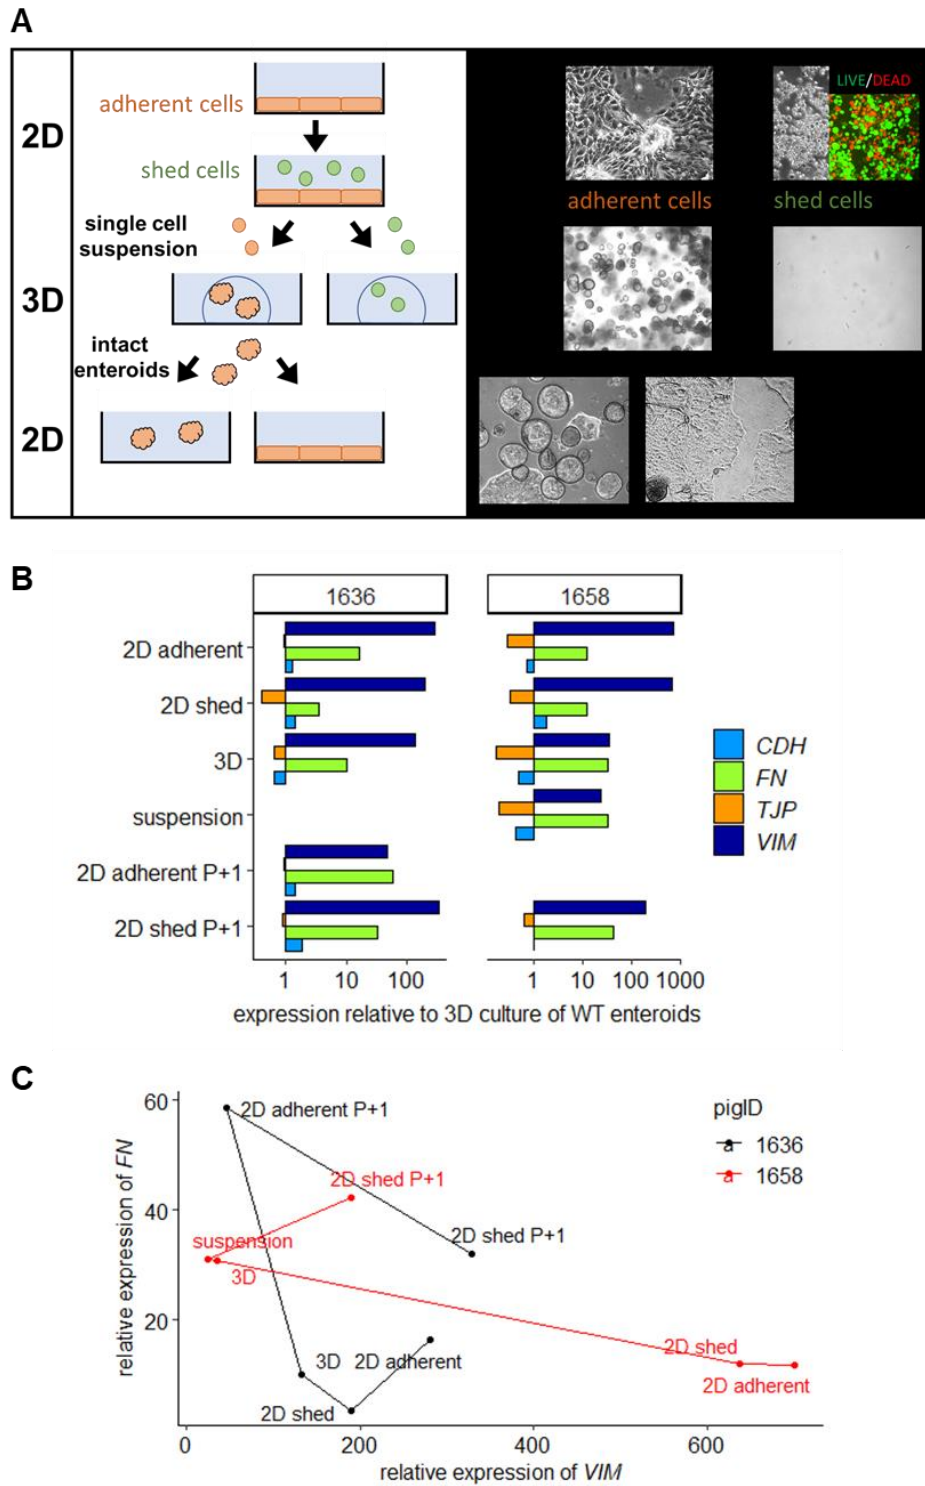 A
2D
adherent cells
shed cells
single cell
suspension
3D
intact
enteroids
2D
LIVE/DEAD
adherent cells
shed cells
B
1636
1658
2D adherent
2D shed
3D
suspension
2D adherent P+1
2D shed P+1
CDH
FN
TJP
VIM
1 10 100
1 10 100 1000
expression relative to 3D culture of WT enteroids
C
relative expression of FN
60
40
20
2D adherent P+1
2D shed P+1
2D shed P+1
suspension
3D
3D
2D adherent
2D shed
2D shed
2D adherent
pigID
a 1636
a 1658
0 200 400 600
relative expression of VIM